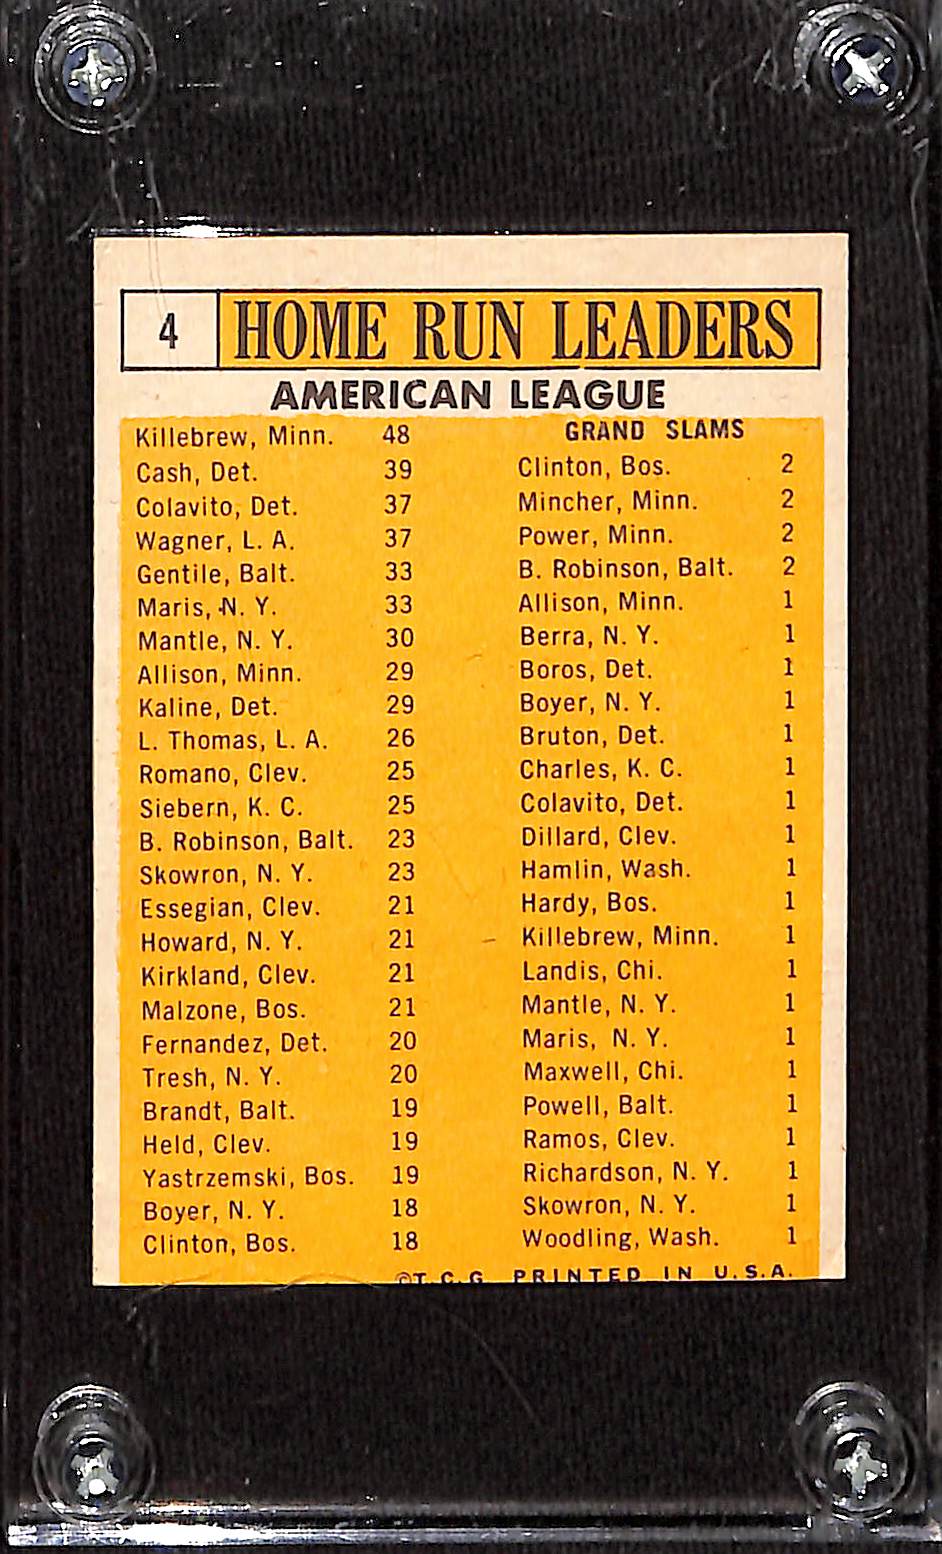 4 HOME RUN LEADERS
AMERICAN LEAGUE
Killebrew, Minn. 48
Cash, Det. 39
Colavito, Det. 37
Wagner, L. A. 37
Gentile, Balt. 33
Maris, N. Y. 33
Mantle, N. Y. 30
Allison, Minn. 29
Kaline, Det. 29
L. Thomas, L. A. 26
Romano, Clev. 25
Siebern, K. C. 25
B. Robinson, Balt. 23
Skowron, N. Y. 23
Essegian, Clev. 21
Howard, N. Y. 21
Kirkland, Clev. 21
Malzone, Bos. 21
Fernandez, Det. 20
Tresh, N. Y. 20
Brandt, Balt. 19
Held, Clev. 19
Yastrzemski, Bos. 19
Boyer, N. Y. 18
Clinton, Bos. 18
GRAND SLAMS
Clinton, Bos. 2
Mincher, Minn. 2
Power, Minn. 2
B. Robinson, Balt. 2
Allison, Minn. 1
Berra, N. Y. 1
Boros, Det. 1
Boyer, N. Y. 1
Bruton, Det. 1
Charles, K. C. 1
Colavito, Det. 1
Dillard, Clev. 1
Hamlin, Wash. 1
Hardy, Bos. 1
Killebrew, Minn. 1
Landis, Chi. 1
Mantle, N. Y. 1
Maris, N. Y. 1
Maxwell, Chi. 1
Powell, Balt. 1
Ramos, Clev. 1
Richardson, N. Y. 1
Skowron, N. Y. 1
Woodling, Wash. 1
©T.C.G. PRINTED IN U.S.A.